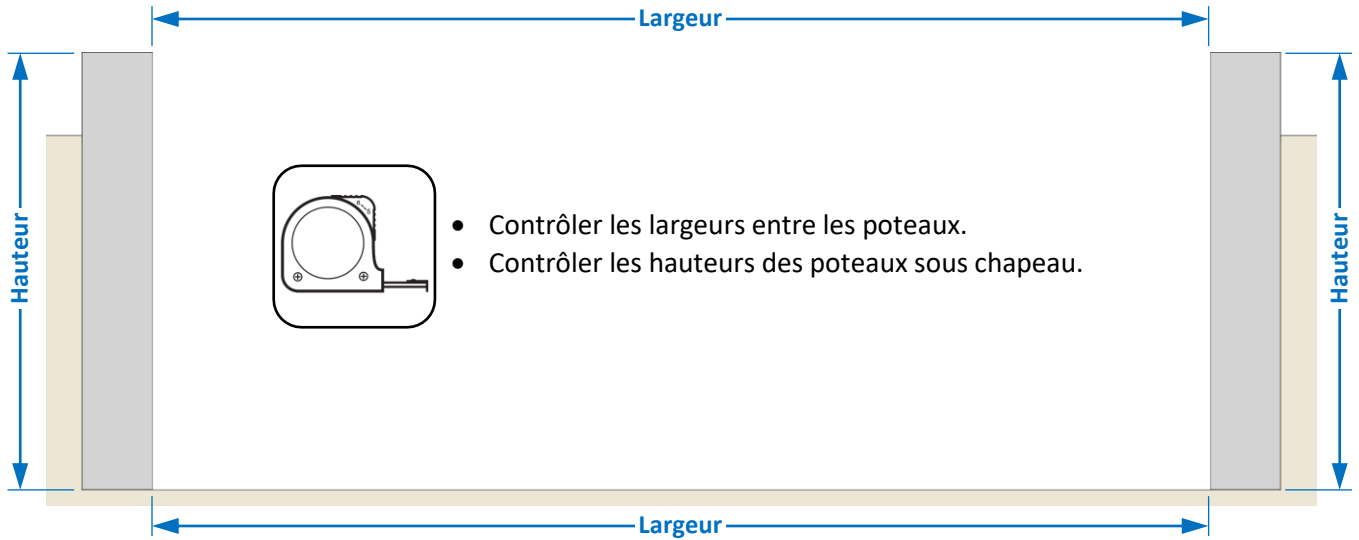 Largeur
Hauteur
Hauteur
• Contrôler les largeurs entre les poteaux.
• Contrôler les hauteurs des poteaux sous chapeau.
Largeur